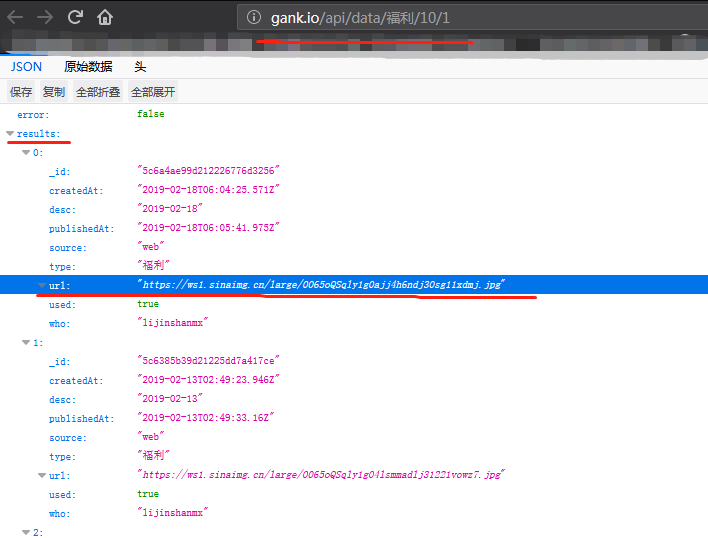 gank.io/api/data/福利/10/1
JSON 原始数据 头
保存 复制 全部折叠 全部展开
error: false
results:
0:
_id: "5c6a4ae99d212226776d3256"
createdAt: "2019-02-18T06:04:25.571Z"
desc: "2019-02-18"
publishedAt: "2019-02-18T06:05:41.975Z"
source: "web"
type: "福利"
url: "https://ws1.sinaimg.cn/large/0065oQSqly1g0ajj4h6ndj30sg11xdmj.jpg"
used: true
who: "lijinshanmx"
1:
_id: "5c6385b39d21225dd7a417ce"
createdAt: "2019-02-13T02:49:23.946Z"
desc: "2019-02-13"
publishedAt: "2019-02-13T02:49:33.16Z"
source: "web"
type: "福利"
url: "https://ws1.sinaimg.cn/large/0065oQSqly1g04lsmmadlj31221vowz7.jpg"
used: true
who: "lijinshanmx"
2: